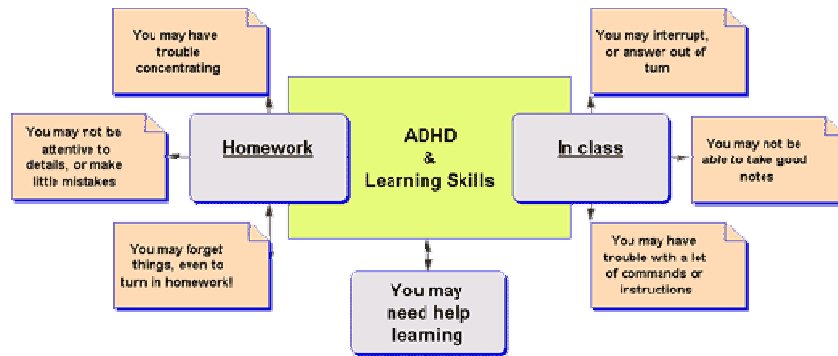 You may have
trouble
concentrating
You may interrupt,
or answer out of
turn
You may not be
attentive to
details, or make
little mistakes
Homework
ADHD
&
Learning Skills
In class
You may not be
able to take good
notes
You may forget
things, even to
turn in homework!
You may have
trouble with a lot
of commands or
instructions
You may
need help
learning